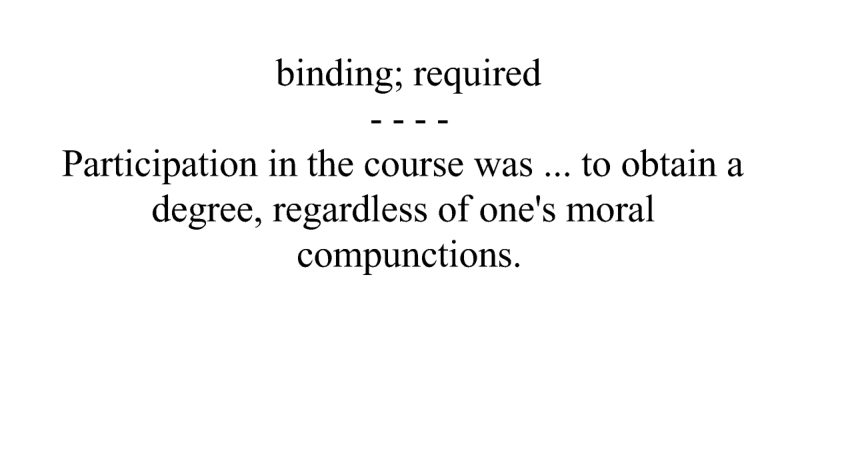 binding; required
- - - -
Participation in the course was ... to obtain a
degree, regardless of one's moral
compunctions.